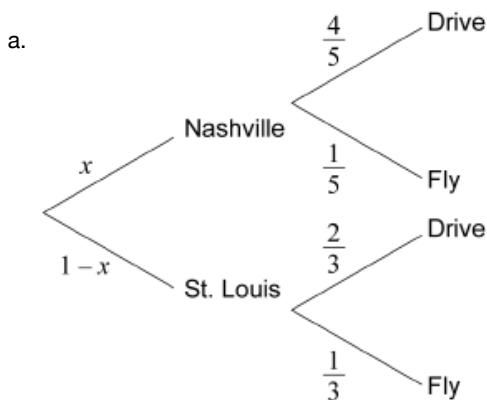 a.
4/5
Drive
Nashville
x
1/5
Fly
2/3
Drive
1 – x
St. Louis
1/3
Fly